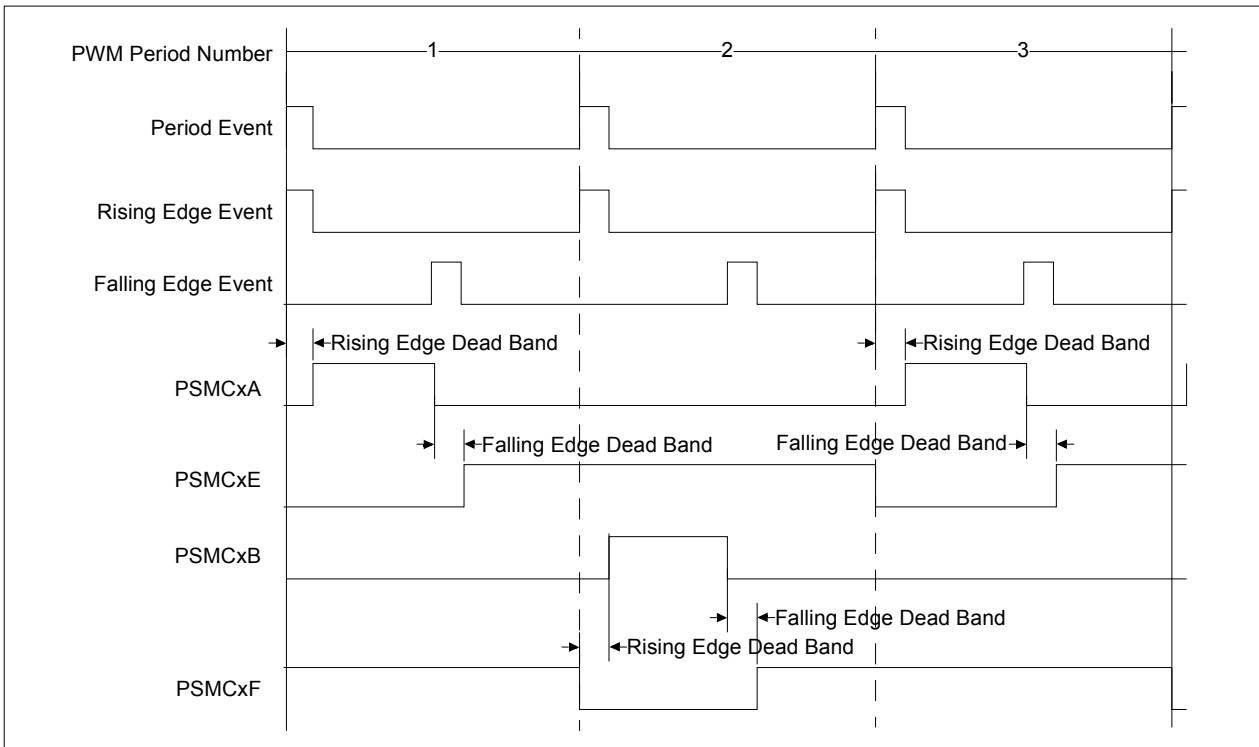 PWM Period Number 1 2 3
Period Event
Rising Edge Event
Falling Edge Event
Rising Edge Dead Band Rising Edge Dead Band
PSMCxA
Falling Edge Dead Band Falling Edge Dead Band
PSMCxE
PSMCxB
Falling Edge Dead Band
Rising Edge Dead Band
PSMCxF